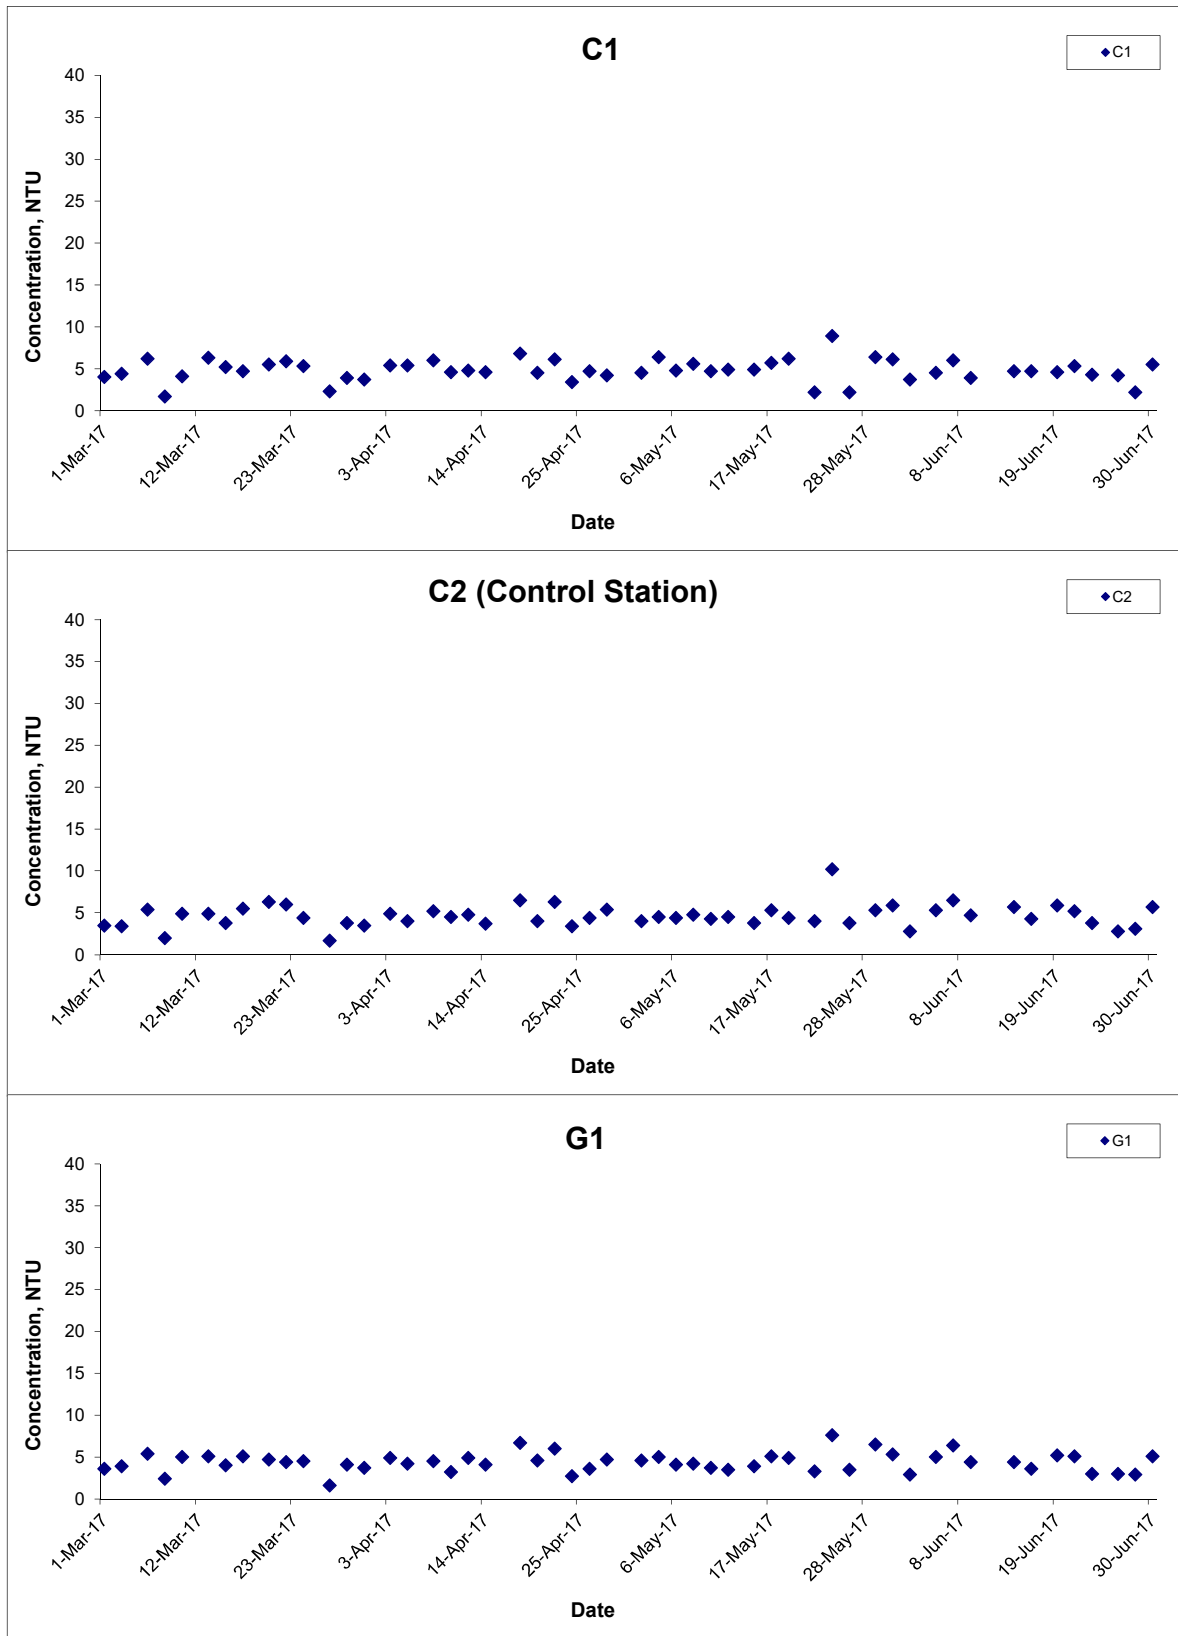 C1
C1
40
35
30
25
20
15
10
5
0
Concentration, NTU
1-Mar-17
12-Mar-17
23-Mar-17
3-Apr-17
14-Apr-17
25-Apr-17
6-May-17
17-May-17
28-May-17
8-Jun-17
19-Jun-17
30-Jun-17
Date
C2 (Control Station)
C2
40
35
30
25
20
15
10
5
0
Concentration, NTU
1-Mar-17
12-Mar-17
23-Mar-17
3-Apr-17
14-Apr-17
25-Apr-17
6-May-17
17-May-17
28-May-17
8-Jun-17
19-Jun-17
30-Jun-17
Date
G1
G1
40
35
30
25
20
15
10
5
0
Concentration, NTU
1-Mar-17
12-Mar-17
23-Mar-17
3-Apr-17
14-Apr-17
25-Apr-17
6-May-17
17-May-17
28-May-17
8-Jun-17
19-Jun-17
30-Jun-17
Date